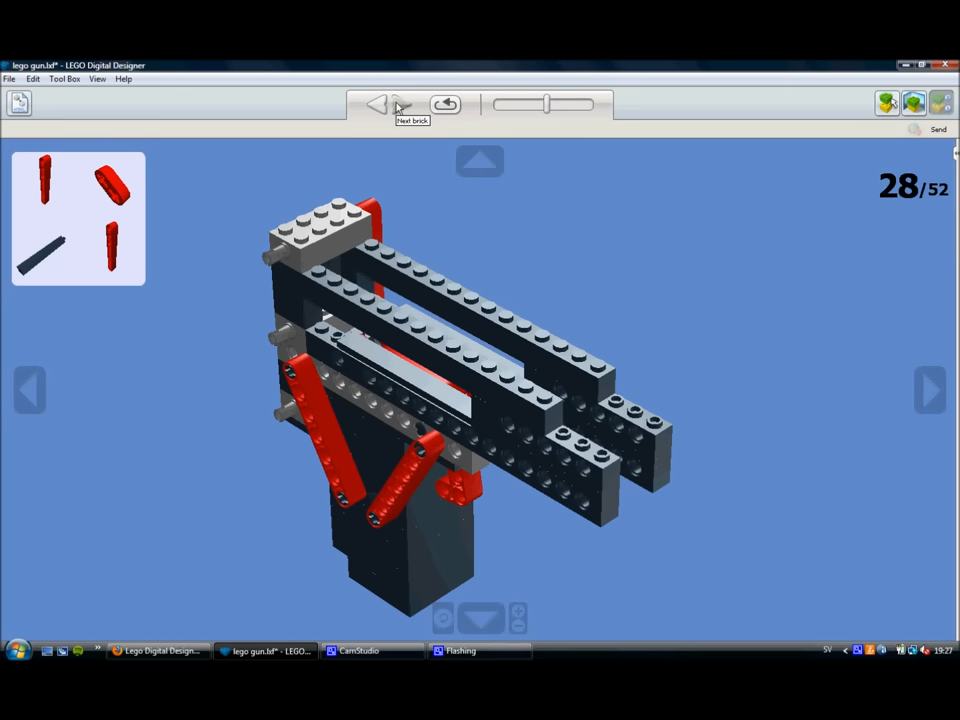 lego gun.lxf* - LEGO Digital Designer
File Edit Tool Box View Help
Next brick
Send
28/52
Lego Digital Design...
lego gun.lxf* - LEGO...
CamStudio
Flashing
SV
19:27